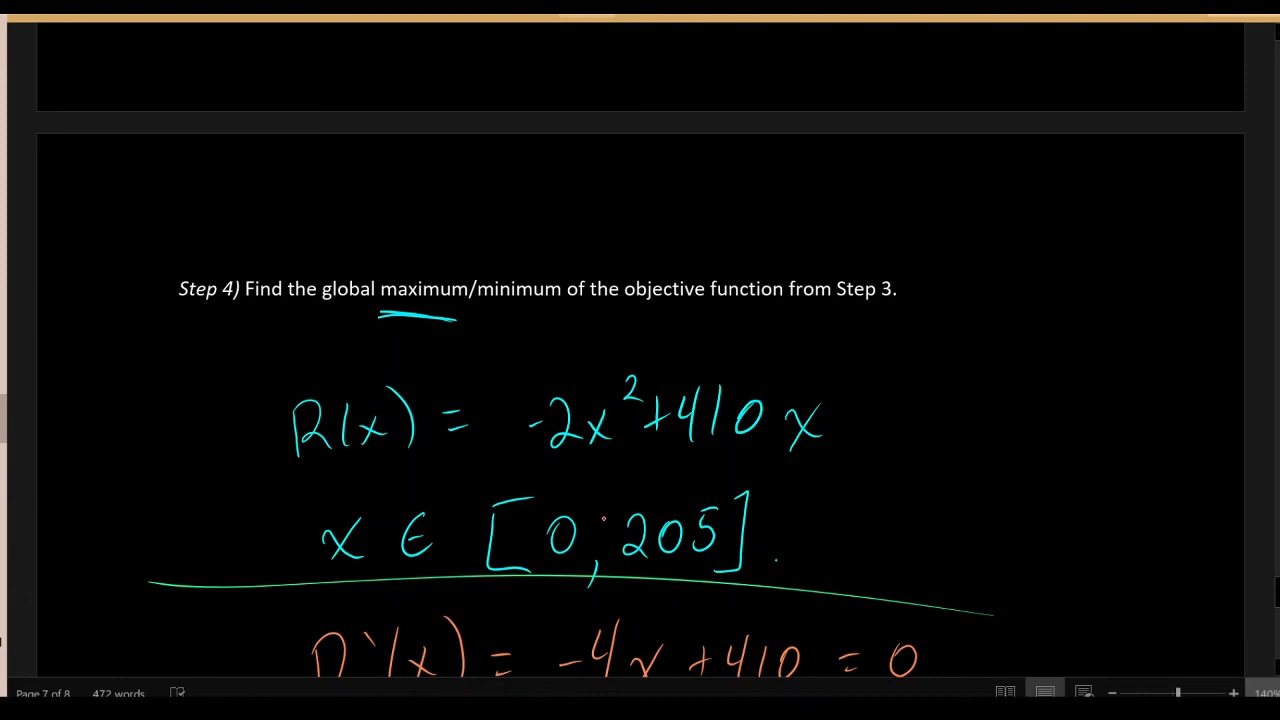 Step 4) Find the global maximum/minimum of the objective function from Step 3.
R(x) = -2x²+410x
x ∈ [0;205].
R'(x) = -4x+410 = 0
Page 7 of 8 472 words 140%